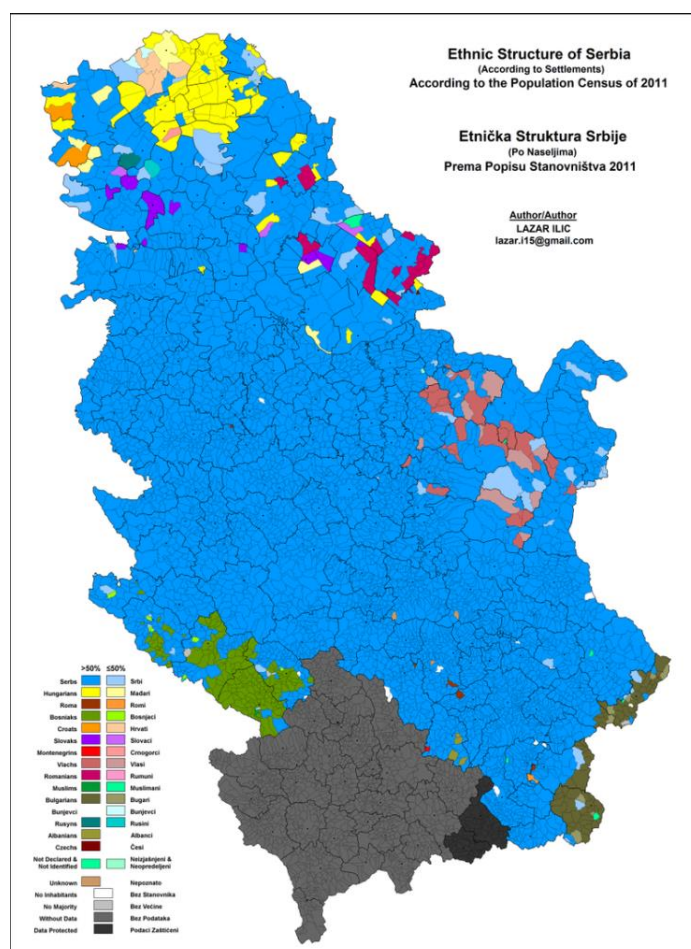 Ethnic Structure of Serbia
(According to Settlements)
According to the Population Census of 2011
Etnička Struktura Srbije
(Po Naseljima)
Prema Popisu Stanovništva 2011
Author/Author
LAZAR ILIC
lazar.i15@gmail.com
>50% ≤50%
Serbs Srbi
Hungarians Mađari
Roma Romi
Bosniaks Bosnjaci
Croats Hrvati
Slovaks Slovaci
Montenegrins Crnogorci
Vlachs Vlasi
Romanians Rumuni
Muslims Muslimani
Bulgarians Bugari
Bunjevci Bunjevci
Rusyns Rusini
Albanians Albanci
Czechs Česi
Not Declared & Neizjašnjeni &
Not Identified Neopredeljeni
Unknown Nepoznato
No Inhabitants Bez Stanovnika
No Majority Bez Većine
Without Data Bez Podataka
Data Protected Podaci Zaštićeni